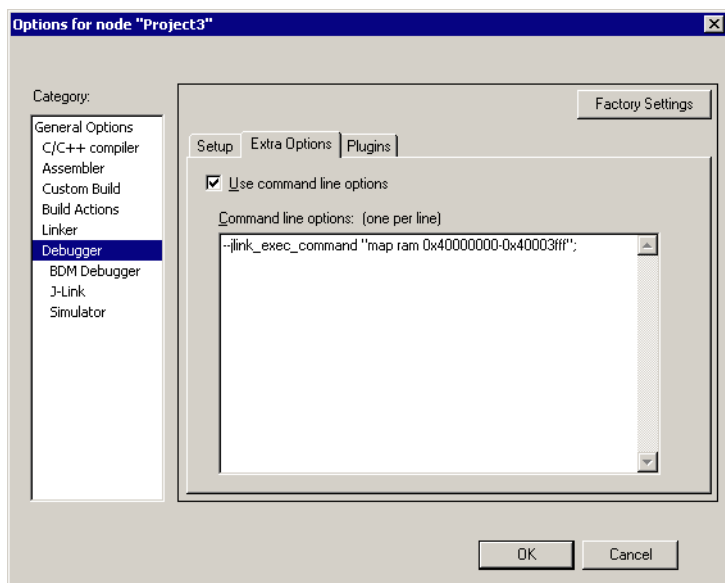 Options for node "Project3"
Category:
Factory Settings
General Options
C/C++ compiler
Assembler
Custom Build
Build Actions
Linker
Debugger
BDM Debugger
J-Link
Simulator
Setup
Extra Options
Plugins
Use command line options
Command line options: (one per line)
--jlink_exec_command "map ram 0x40000000-0x40003fff";
OK
Cancel